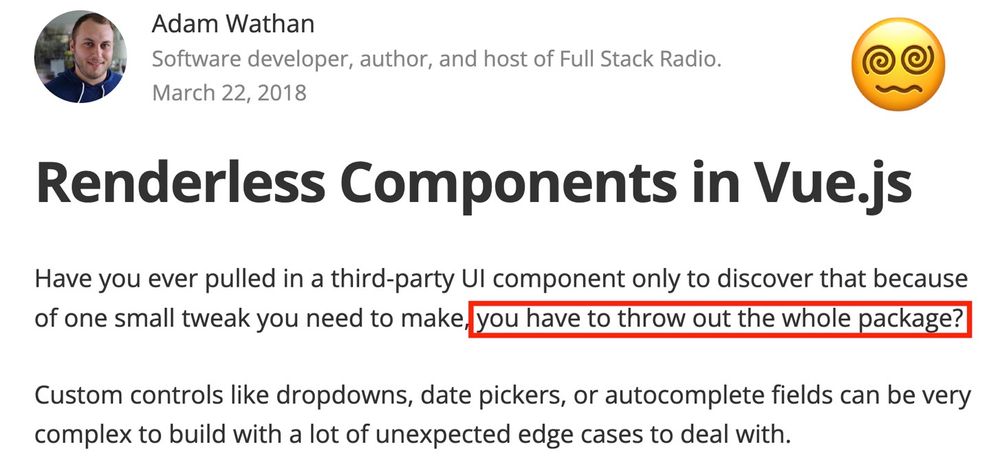 Adam Wathan
Software developer, author, and host of Full Stack Radio.
March 22, 2018
Renderless Components in Vue.js
Have you ever pulled in a third-party UI component only to discover that because
of one small tweak you need to make, you have to throw out the whole package?
Custom controls like dropdowns, date pickers, or autocomplete fields can be very
complex to build with a lot of unexpected edge cases to deal with.